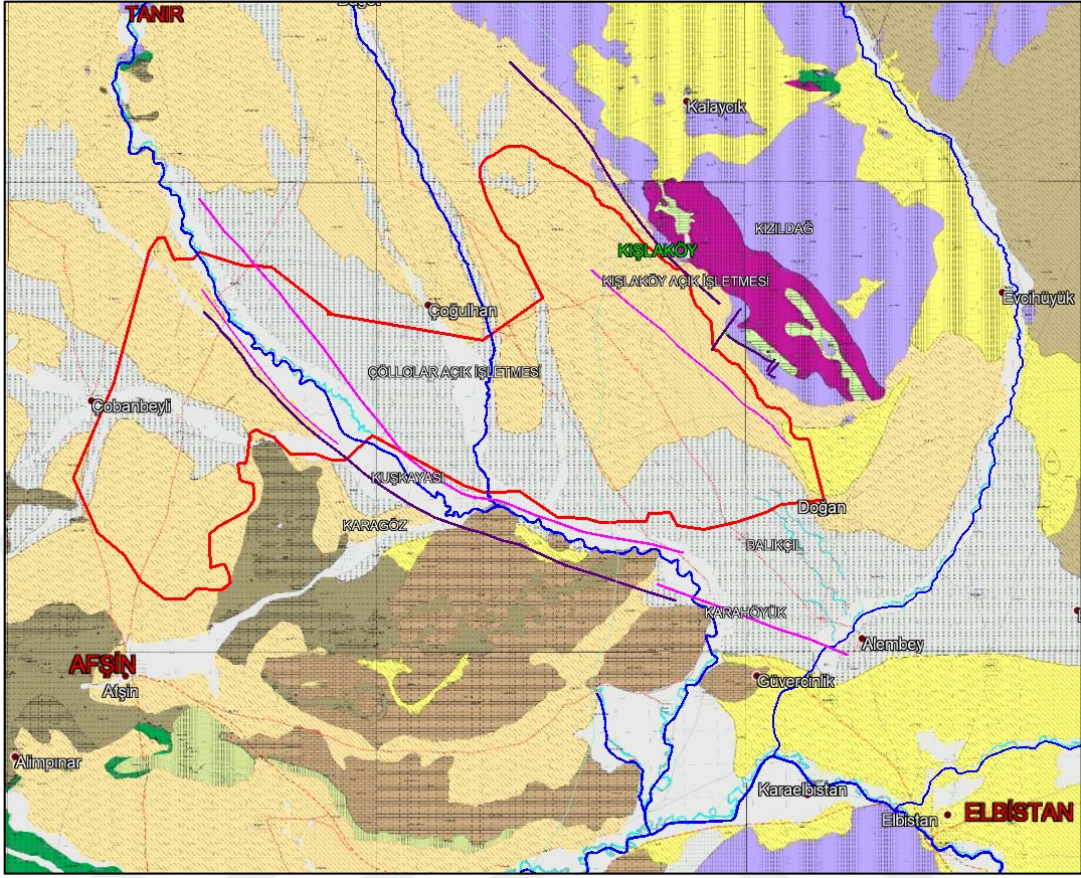 TANIR
Kalaycık
KIZILDAĞ
KIŞLAKÖY
KIŞLAKÖY AÇIK İŞLETMESİ
Evcihüyük
Çoğulhan
ÇÖLLOLAR AÇIK İŞLETMESİ
Çobanbeyli
KUŞKAYASI
KARAGÖZ
Doğan
BALIKÇIL
KARAHÖYÜK
Alembey
AFŞİN
Afşin
Güvercinlik
Alimpınar
Karaelbistan
Elbistan
ELBİSTAN